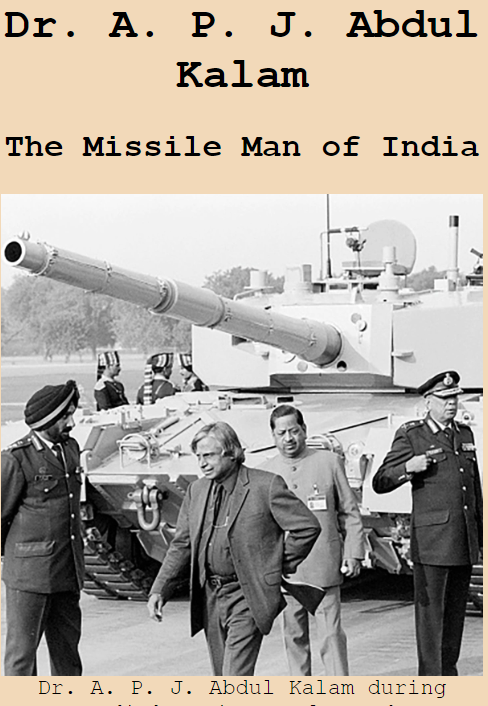 Dr. A. P. J. Abdul
Kalam
The Missile Man of India
Dr. A. P. J. Abdul Kalam during